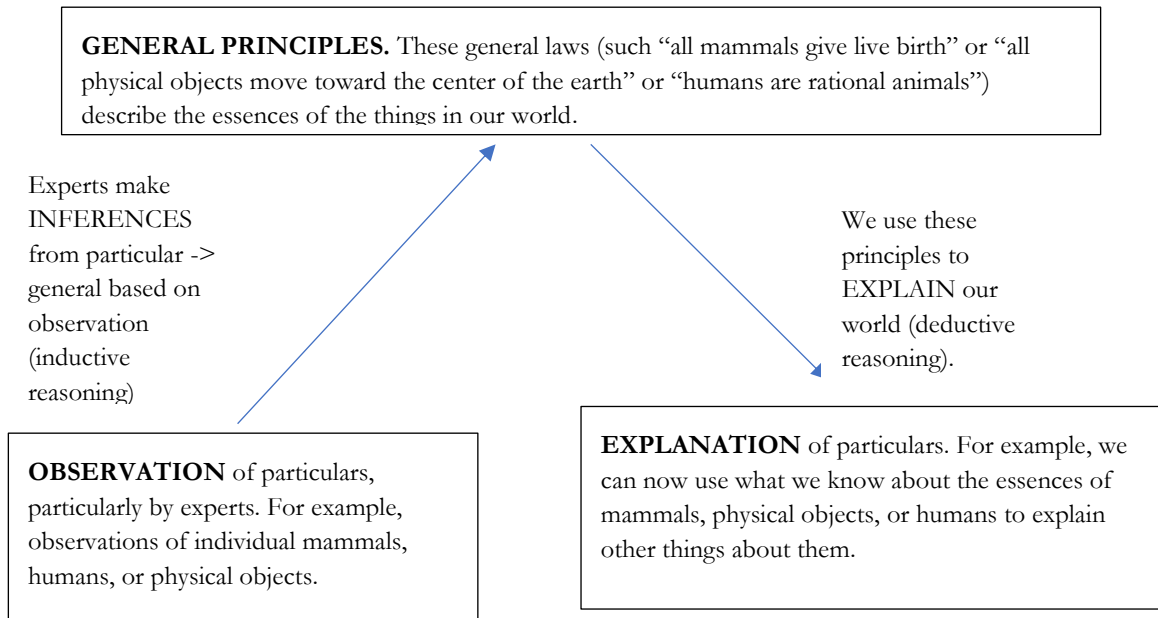 GENERAL PRINCIPLES. These general laws (such “all mammals give live birth” or “all
physical objects move toward the center of the earth” or “humans are rational animals”)
describe the essences of the things in our world.
Experts make
INFERENCES
from particular ->
general based on
observation
(inductive
reasoning)
We use these
principles to
EXPLAIN our
world (deductive
reasoning).
OBSERVATION of particulars,
particularly by experts. For example,
observations of individual mammals,
humans, or physical objects.
EXPLANATION of particulars. For example, we
can now use what we know about the essences of
mammals, physical objects, or humans to explain
other things about them.